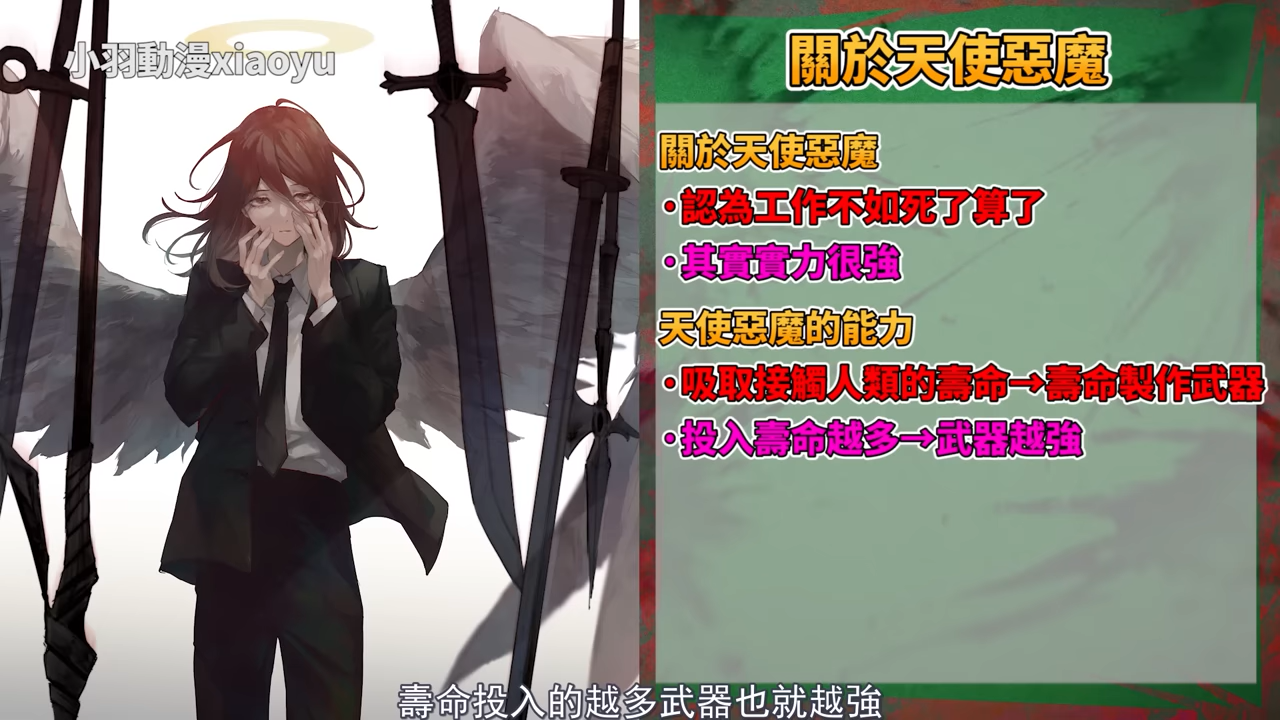 小羽動漫xiaoyu
關於天使惡魔
關於天使惡魔
·認為工作不如死了算了
·其實實力很強
天使惡魔的能力
·吸取接觸人類的壽命→壽命製作武器
·投入壽命越多→武器越強
壽命投入的越多武器也就越強